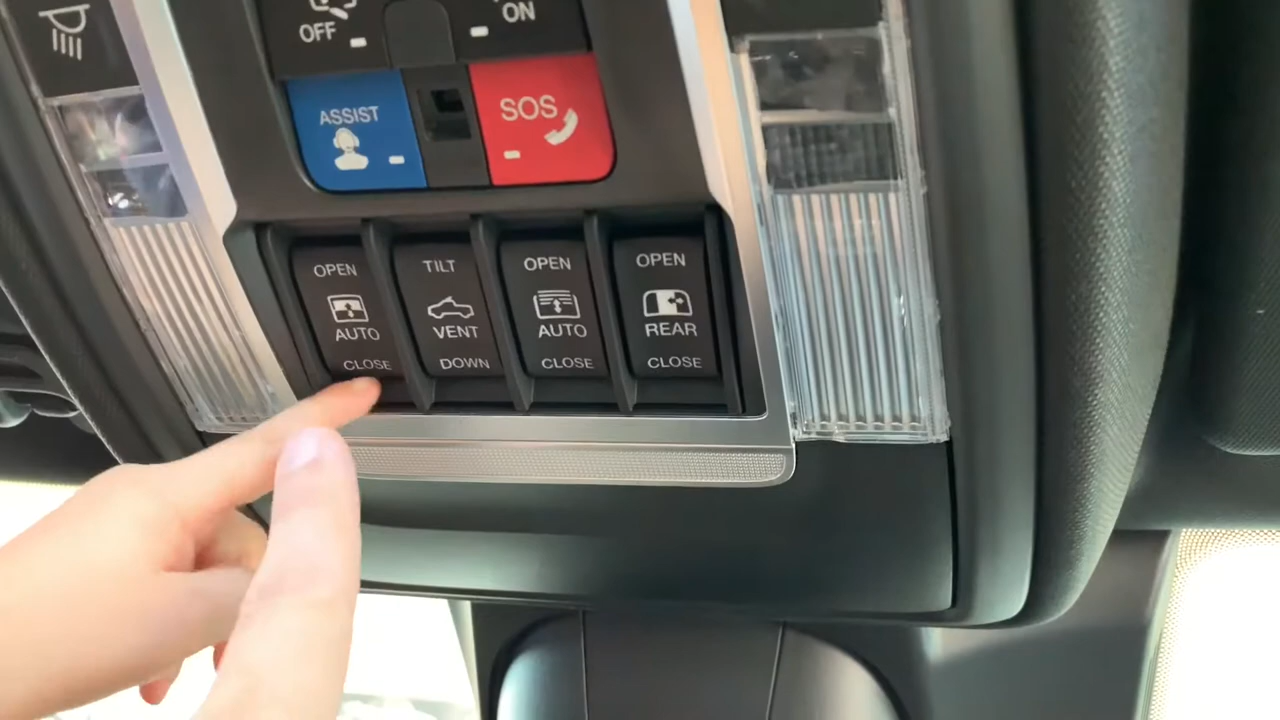 OFF
ON
ASSIST
SOS
OPEN
AUTO
CLOSE
TILT
VENT
DOWN
OPEN
AUTO
CLOSE
OPEN
REAR
CLOSE